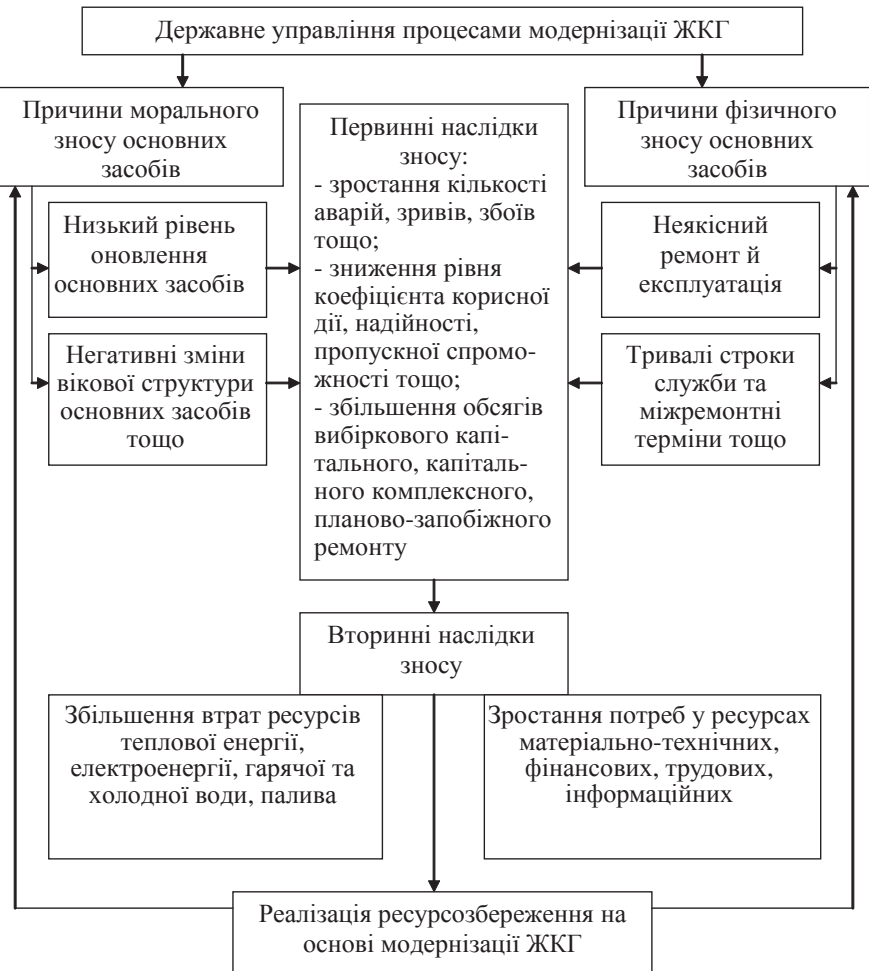 Державне управління процесами модернізації ЖКГ
Причини морального
зносу основних
засобів
Низький рівень
оновлення
основних засобів
Негативні зміни
вікової структури
основних засобів
тощо
Первинні наслідки
зносу:
- зростання кількості
аварій, зривів, збоїв
тощо;
- зниження рівня
коефіцієнта корисної
дії, надійності,
пропускної спромо-
жності тощо;
- збільшення обсягів
вибіркового капі-
тального, капіталь-
ного комплексного,
планово-запобіжного
ремонту
Причини фізичного
зносу основних
засобів
Неякісний
ремонт й
експлуатація
Тривалі строки
служби та
міжремонтні
терміни тощо
Вторинні наслідки
зносу
Збільшення втрат ресурсів
теплової енергії,
електроенергії, гарячої та
холодної води, палива
Зростання потреб у ресурсах
матеріально-технічних,
фінансових, трудових,
інформаційних
Реалізація ресурсозбереження на
основі модернізації ЖКГ